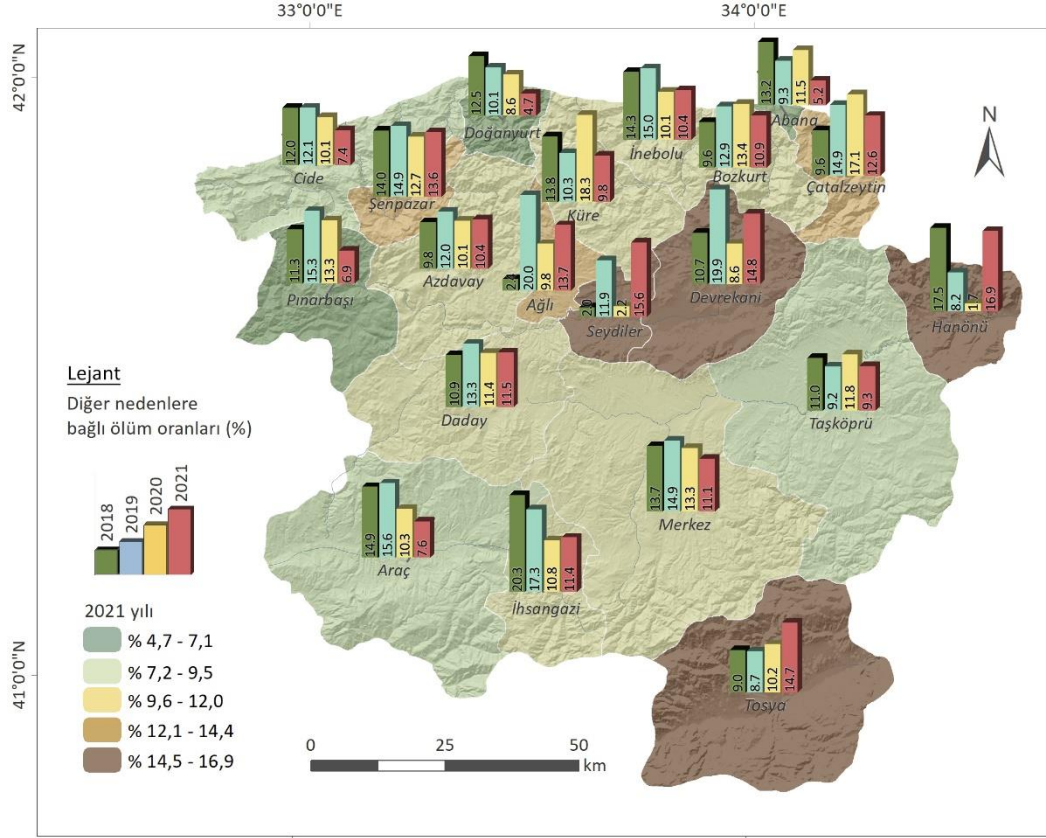 33°0'0"E
34°0'0"E
42°0'0"N
41°0'0"N
N
12.5
10.1
8.6
4.7
Doğanyurt
14.3
15.0
10.1
10.4
İnebolu
13.2
9.3
11.5
5.2
Abana
12.0
12.1
10.1
7.4
Cide
14.0
14.9
12.7
13.6
Şenpazar
13.8
10.3
18.3
9.8
Küre
9.6
12.9
13.4
10.9
Bozkurt
9.6
14.9
17.1
12.6
Çatalzeytin
11.3
15.3
13.3
6.9
Pınarbaşı
9.8
12.0
10.1
10.4
Azdavay
20.0
9.8
13.7
Ağlı
2.0
11.9
2.2
15.6
Seydiler
10.7
19.9
8.6
14.8
Devrekani
17.5
8.2
1.7
16.9
Hanönü
10.9
13.3
11.4
11.5
Daday
11.0
9.2
11.8
9.3
Taşköprü
13.7
14.9
13.3
11.1
Merkez
14.9
15.6
10.3
7.6
Araç
20.3
17.3
10.8
11.4
İhsangazi
9.0
8.7
10.2
14.7
Tosya
Lejant
Diğer nedenlere
bağlı ölüm oranları (%)
2018
2019
2020
2021
2021 yılı
% 4,7 - 7,1
% 7,2 - 9,5
% 9,6 - 12,0
% 12,1 - 14,4
% 14,5 - 16,9
0
25
50
km